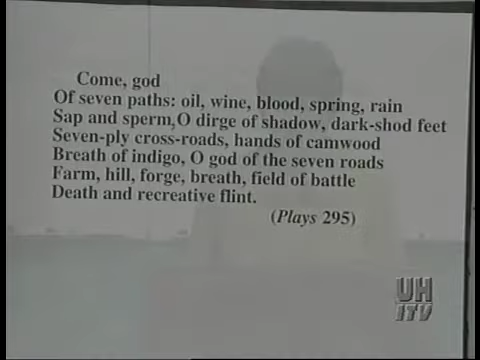 Come, god
Of seven paths: oil, wine, blood, spring, rain
Sap and sperm,O dirge of shadow, dark-shod feet
Seven-ply cross-roads, hands of camwood
Breath of indigo, O god of the seven roads
Farm, hill, forge, breath, field of battle
Death and recreative flint.
(Plays 295)
UH
ITV